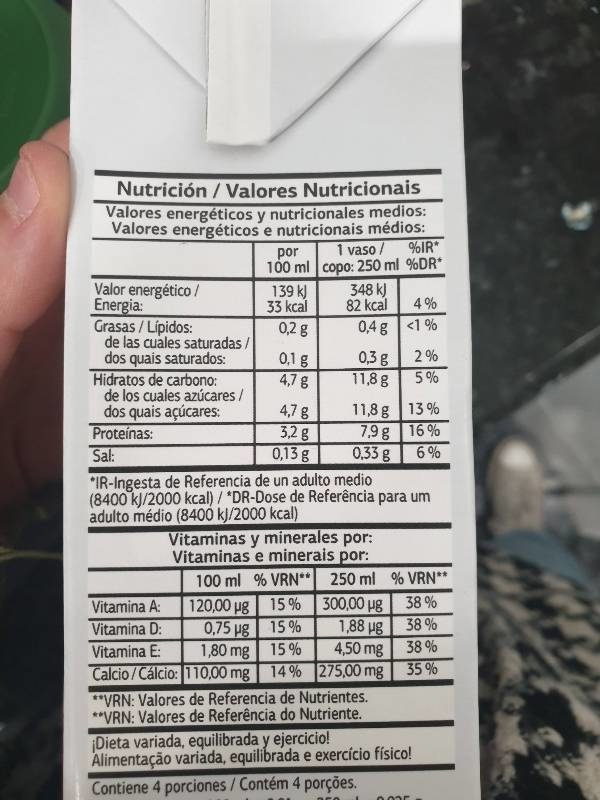 Nutrición / Valores Nutricionais
Valores energéticos y nutricionales medios:
Valores energéticos e nutricionais médios:
por 100 ml | 1 vaso / copo: 250 ml | %IR* %DR*
Valor energético / Energia: | 139 kJ 33 kcal | 348 kJ 82 kcal | 4 %
Grasas / Lípidos: | 0,2 g | 0,4 g | <1 %
de las cuales saturadas /
dos quais saturados: | 0,1 g | 0,3 g | 2 %
Hidratos de carbono: | 4,7 g | 11,8 g | 5 %
de los cuales azúcares /
dos quais açúcares: | 4,7 g | 11,8 g | 13 %
Proteínas: | 3,2 g | 7,9 g | 16 %
Sal: | 0,13 g | 0,33 g | 6 %
*IR-Ingesta de Referencia de un adulto medio
(8400 kJ/2000 kcal) / *DR-Dose de Referência para um
adulto médio (8400 kJ/2000 kcal)
Vitaminas y minerales por:
Vitaminas e minerais por:
100 ml | % VRN** | 250 ml | % VRN**
Vitamina A: | 120,00 µg | 15 % | 300,00 µg | 38 %
Vitamina D: | 0,75 µg | 15 % | 1,88 µg | 38 %
Vitamina E: | 1,80 mg | 15 % | 4,50 mg | 38 %
Calcio / Cálcio: | 110,00 mg | 14 % | 275,00 mg | 35 %
**VRN: Valores de Referencia de Nutrientes.
**VRN: Valores de Referência do Nutriente.
¡Dieta variada, equilibrada y ejercicio!
Alimentação variada, equilibrada e exercício físico!
Contiene 4 porciones / Contém 4 porções.